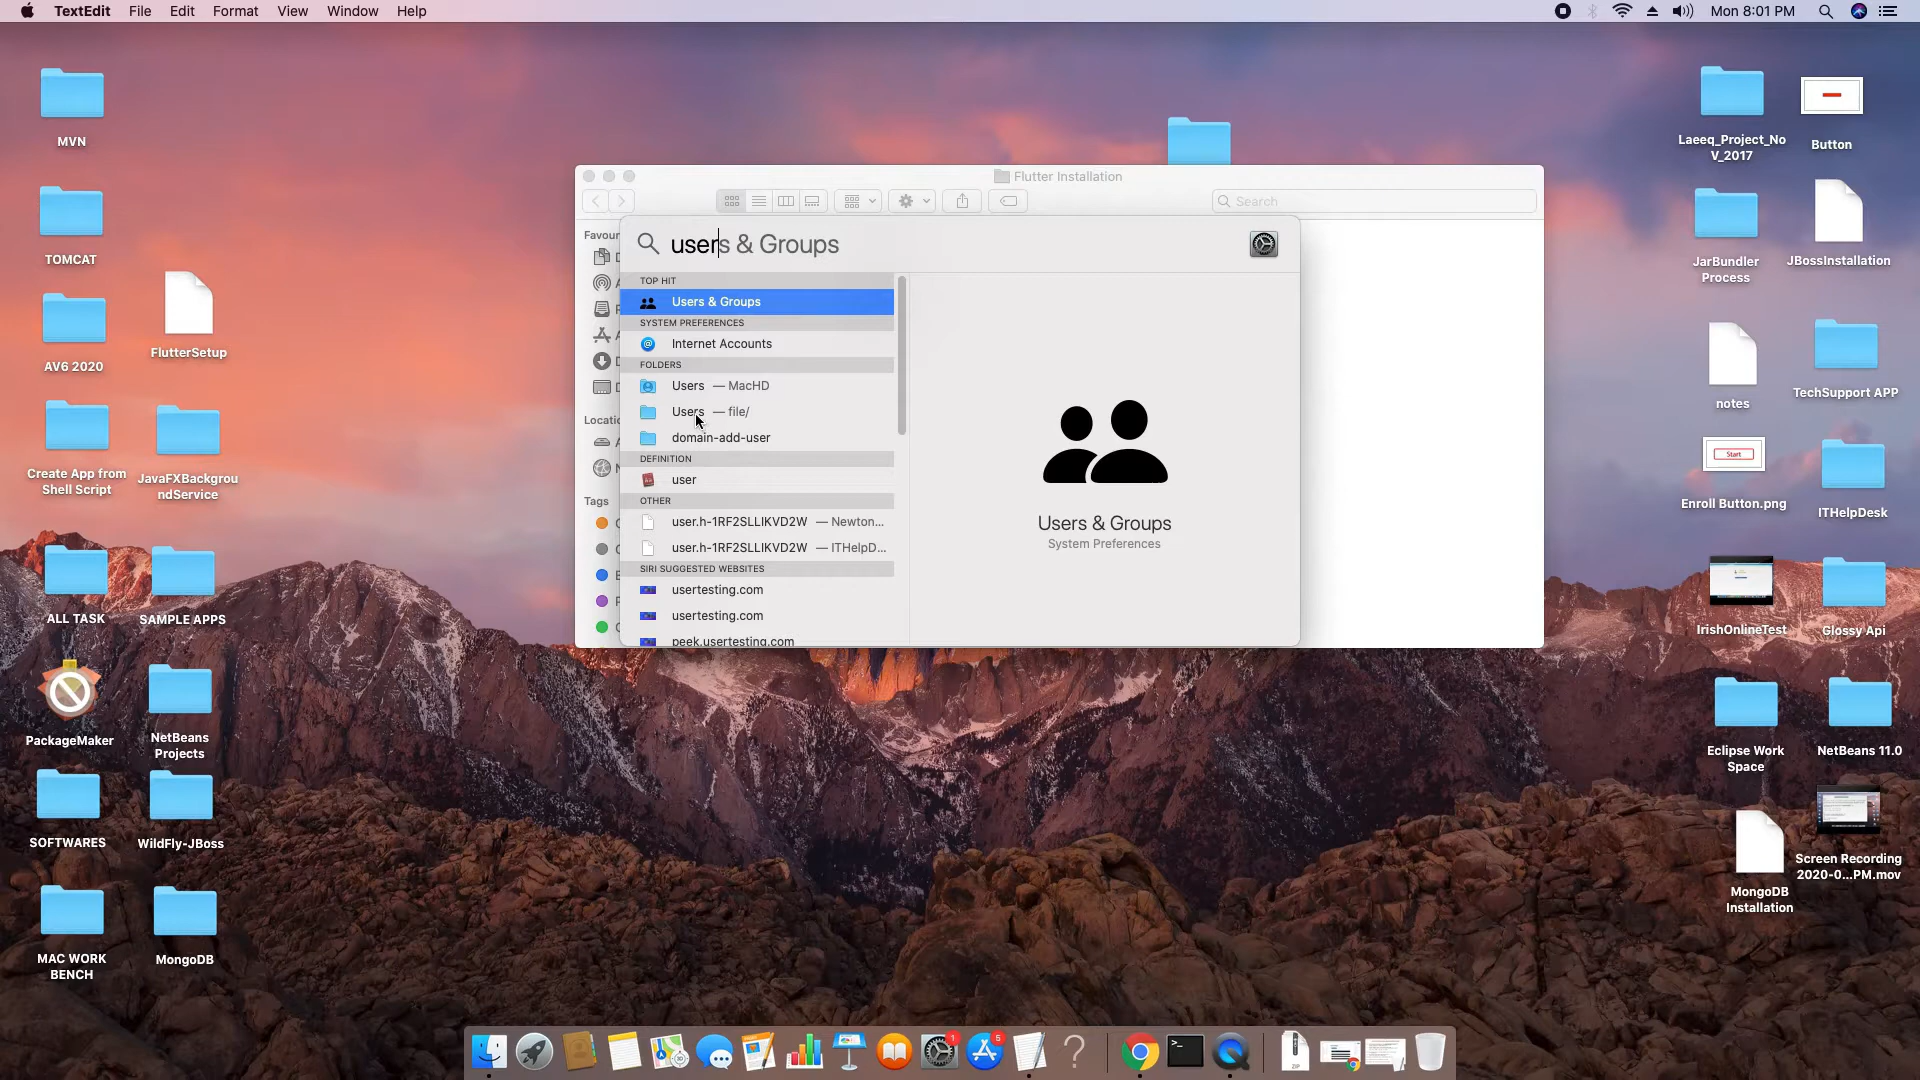 TextEdit File Edit Format View Window Help
Mon 8:01 PM
MVN
TOMCAT
AV6 2020
FlutterSetup
Create App from
Shell Script
JavaFXBackgrou
ndService
ALL TASK
SAMPLE APPS
PackageMaker
NetBeans
Projects
SOFTWARES
WildFly-JBoss
MAC WORK
BENCH
MongoDB
Flutter Installation
Search
Favour
Locatio
Tags
users & Groups
TOP HIT
Users & Groups
SYSTEM PREFERENCES
Internet Accounts
FOLDERS
Users — MacHD
Users — file/
domain-add-user
DEFINITION
user
OTHER
user.h-1RF2SLLIKVD2W — Newton...
user.h-1RF2SLLIKVD2W — ITHelpD...
SIRI SUGGESTED WEBSITES
usertesting.com
usertesting.com
peek.usertesting.com
Users & Groups
System Preferences
Laeeq_Project_No
V_2017
Button
JarBundler
Process
JBossInstallation
notes
TechSupport APP
Start
Enroll Button.png
ITHelpDesk
IrishOnlineTest
Glossy Api
Eclipse Work
Space
NetBeans 11.0
MongoDB
Installation
Screen Recording
2020-0...PM.mov
1
5
ZIP